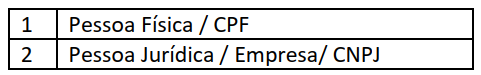 1 Pessoa Física / CPF
2 Pessoa Jurídica / Empresa/ CNPJ